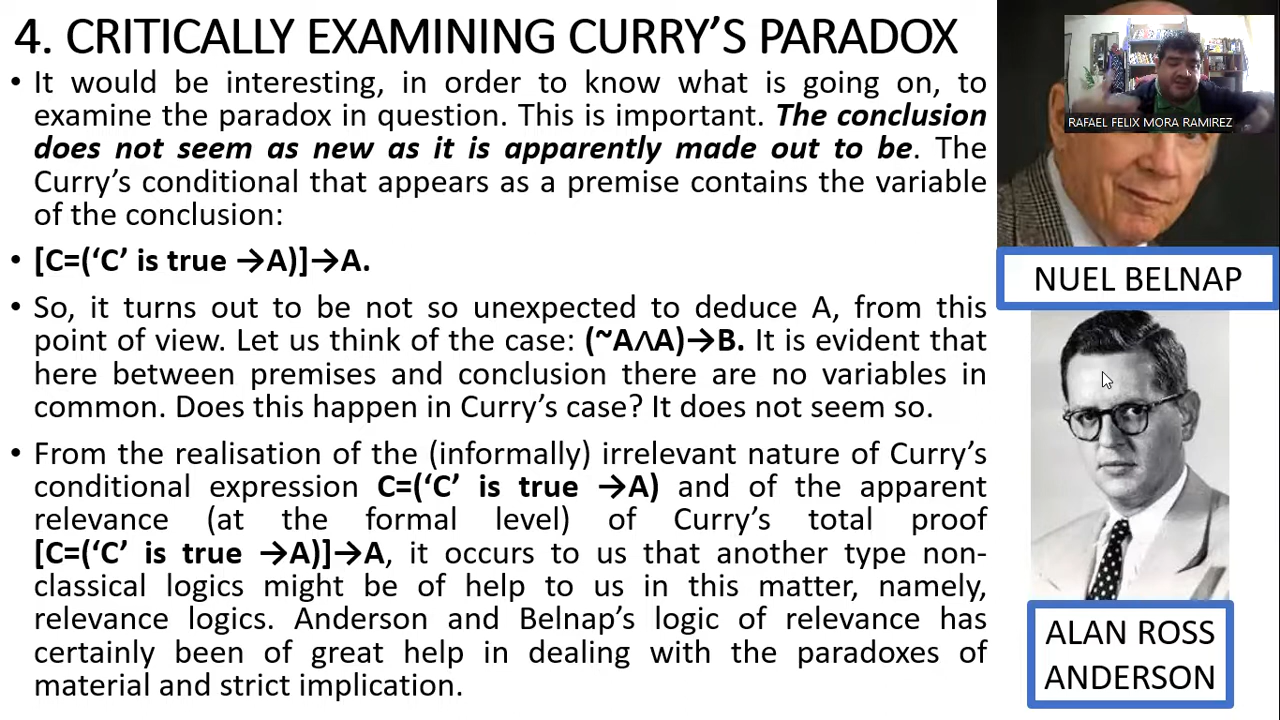 4. CRITICALLY EXAMINING CURRY’S PARADOX
• It would be interesting, in order to know what is going on, to
examine the paradox in question. This is important. The conclusion
does not seem as new as it is apparently made out to be. The
Curry’s conditional that appears as a premise contains the variable
of the conclusion:
• [C=(‘C’ is true →A)]→A.
• So, it turns out to be not so unexpected to deduce A, from this
point of view. Let us think of the case: (~A∧A)→B. It is evident that
here between premises and conclusion there are no variables in
common. Does this happen in Curry’s case? It does not seem so.
• From the realisation of the (informally) irrelevant nature of Curry’s
conditional expression C=(‘C’ is true →A) and of the apparent
relevance (at the formal level) of Curry’s total proof
[C=(‘C’ is true →A)]→A, it occurs to us that another type non-
classical logics might be of help to us in this matter, namely,
relevance logics. Anderson and Belnap’s logic of relevance has
certainly been of great help in dealing with the paradoxes of
material and strict implication.
RAFAEL FELIX MORA RAMIREZ
NUEL BELNAP
ALAN ROSS
ANDERSON